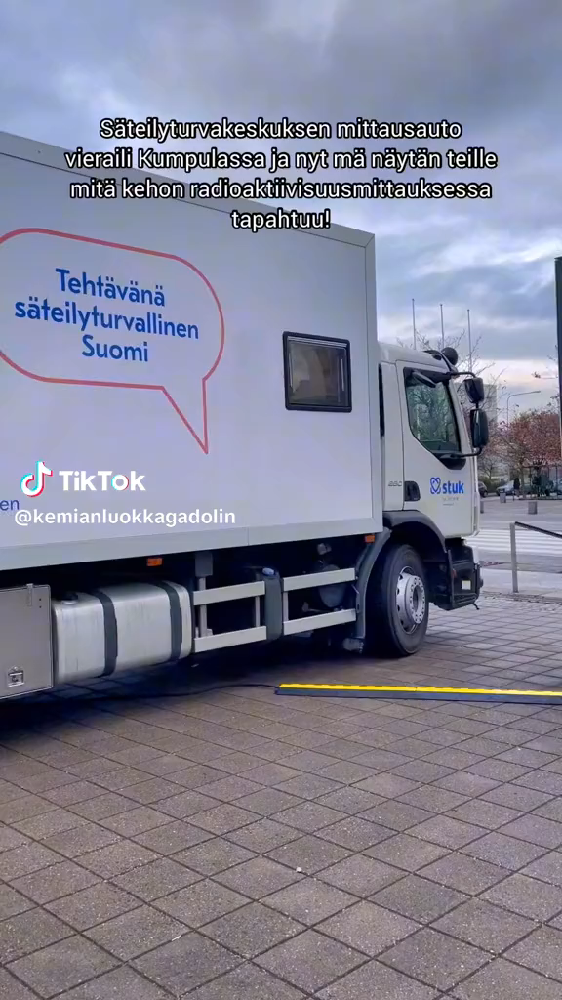 Säteilyturvakeskuksen mittausauto
vieraili Kumpulassa ja nyt mä näytän teille
mitä kehon radioaktiivisuusmittauksessa
tapahtuu!
Tehtävänä
säteilyturvallinen
Suomi
TikTok
en
@kemianluokkagadolin
stuk